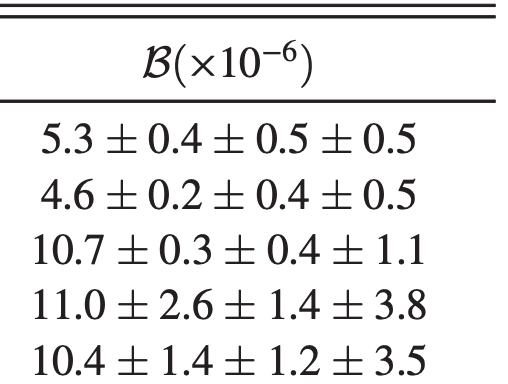 ℬ(×10⁻⁶)
5.3 ± 0.4 ± 0.5 ± 0.5
4.6 ± 0.2 ± 0.4 ± 0.5
10.7 ± 0.3 ± 0.4 ± 1.1
11.0 ± 2.6 ± 1.4 ± 3.8
10.4 ± 1.4 ± 1.2 ± 3.5